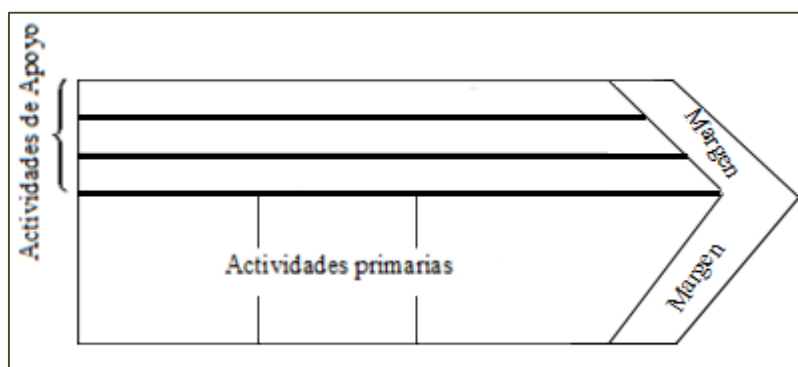 Actividades de Apoyo
Margen
Actividades primarias
Margen